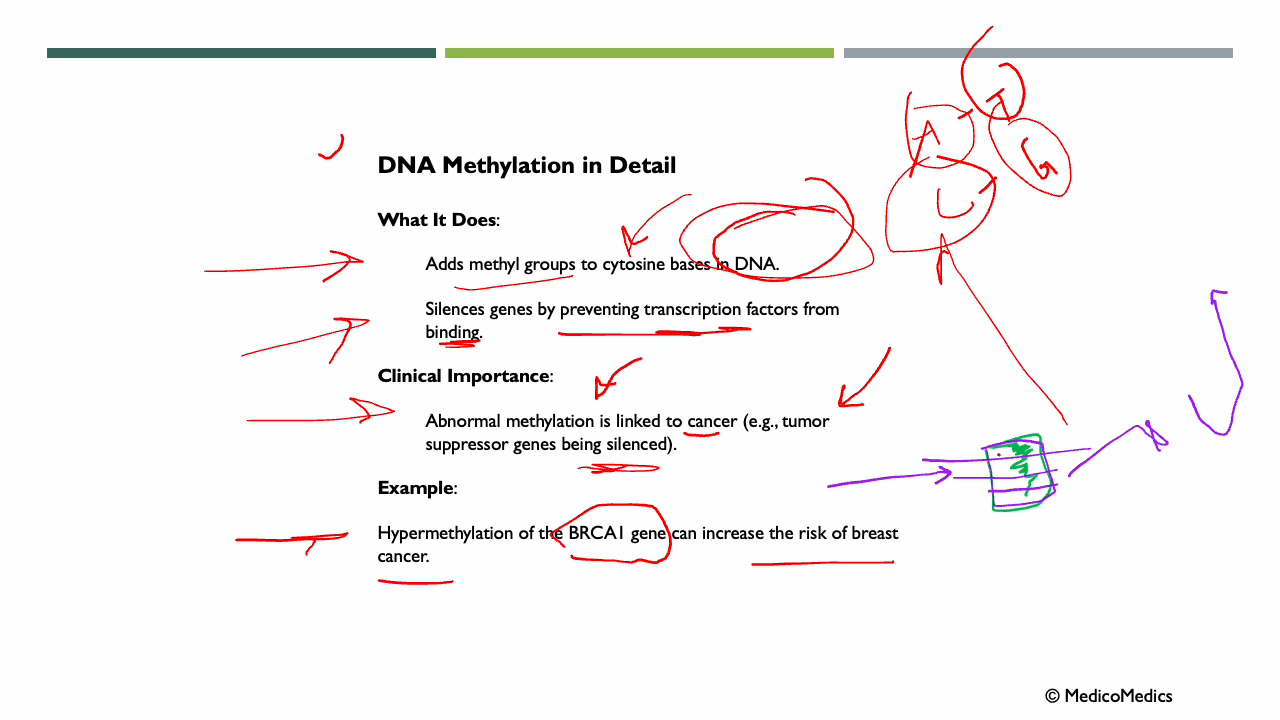 A T
G
C
DNA Methylation in Detail
What It Does:
Adds methyl groups to cytosine bases in DNA.
Silences genes by preventing transcription factors from
binding.
Clinical Importance:
Abnormal methylation is linked to cancer (e.g., tumor
suppressor genes being silenced).
Example:
Hypermethylation of the BRCA1 gene can increase the risk of breast
cancer.
© MedicoMedics